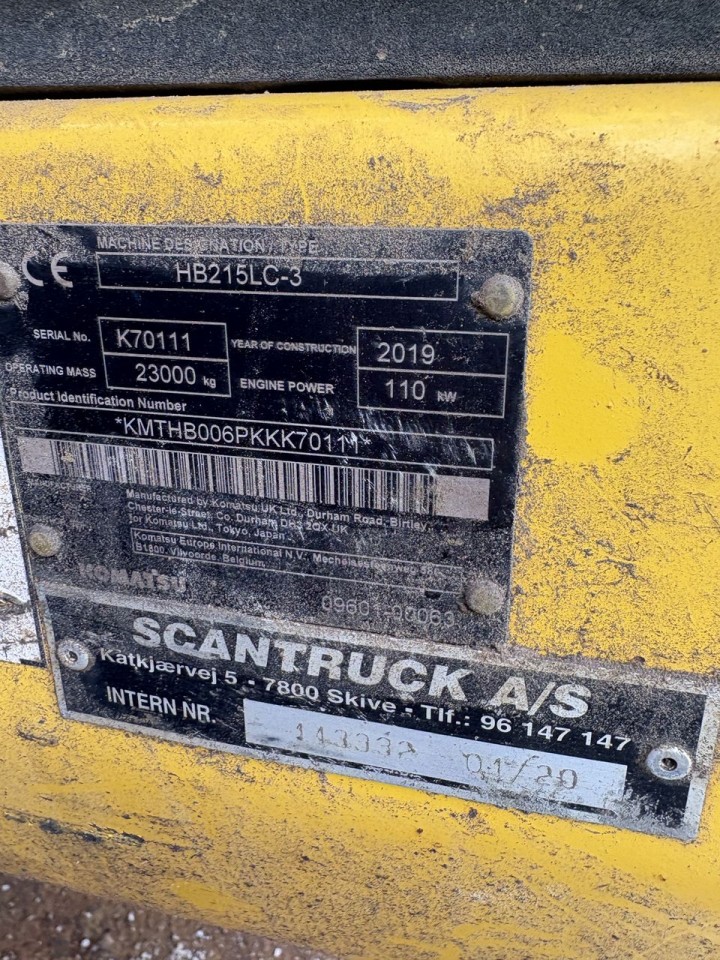 MACHINE DESIGNATION / TYPE
CE HB215LC-3
SERIAL No. K70111 YEAR OF CONSTRUCTION 2019
OPERATING MASS 23000 kg ENGINE POWER 110 kW
Product Identification Number
*KMTHB006PKKK70111*
Manufactured by Komatsu UK Ltd., Durham Road, Birtley,
Chester-le-Street, Co. Durham DH3 2QX UK
for Komatsu Ltd., Tokyo, Japan
Komatsu Europe International N.V.
B1800, Vilvoorde, Belgium.
KOMATSU 09601-00063
SCANTRUCK A/S
Katkjærvej 5 - 7800 Skive - Tlf.: 96 147 147
INTERN NR. 143332 01/20